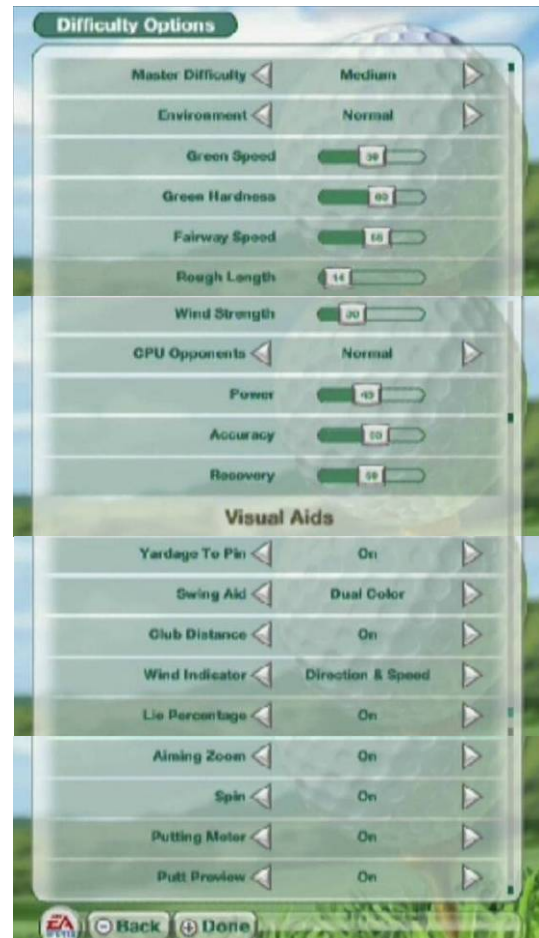 Difficulty Options
Master Difficulty Medium
Environment Normal
Green Speed
Green Hardness 60
Fairway Speed
Rough Length 14
Wind Strength
CPU Opponents Normal
Power
Accuracy
Recovery
Visual Aids
Yardage To Pin On
Swing Aid Dual Color
Club Distance On
Wind Indicator Direction & Speed
Lie Percentage On
Aiming Zoom On
Spin On
Putting Meter On
Putt Preview On
EA Back Done